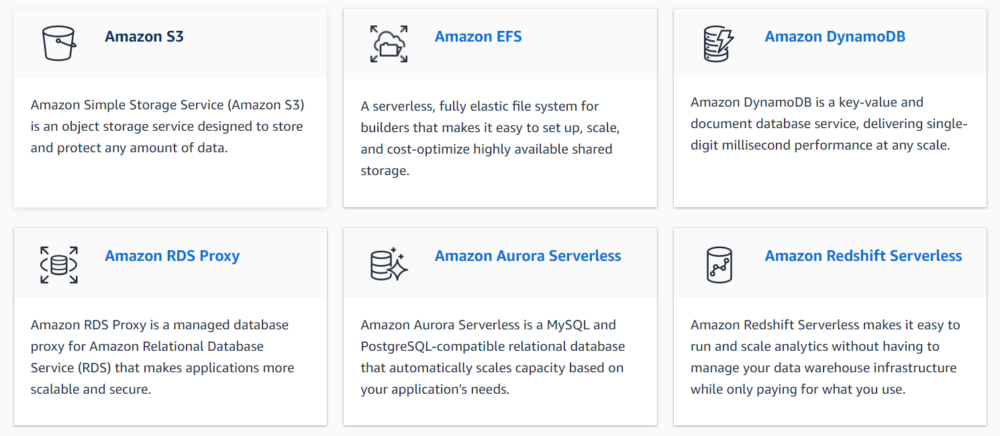 Amazon S3
Amazon Simple Storage Service (Amazon S3)
is an object storage service designed to store
and protect any amount of data.
Amazon EFS
A serverless, fully elastic file system for
builders that makes it easy to set up, scale,
and cost-optimize highly available shared
storage.
Amazon DynamoDB
Amazon DynamoDB is a key-value and
document database service, delivering single-
digit millisecond performance at any scale.
Amazon RDS Proxy
Amazon RDS Proxy is a managed database
proxy for Amazon Relational Database
Service (RDS) that makes applications more
scalable and secure.
Amazon Aurora Serverless
Amazon Aurora Serverless is a MySQL and
PostgreSQL-compatible relational database
that automatically scales capacity based on
your application's needs.
Amazon Redshift Serverless
Amazon Redshift Serverless makes it easy to
run and scale analytics without having to
manage your data warehouse infrastructure
while only paying for what you use.